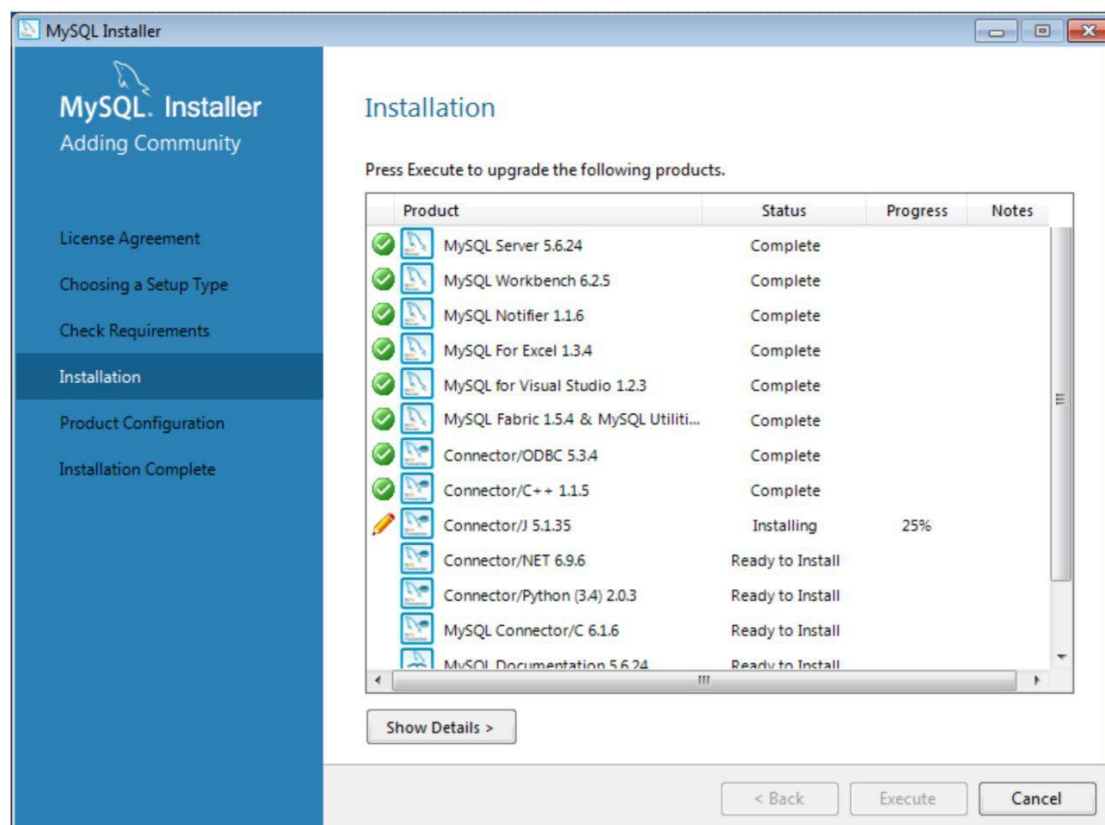 MySQL Installer
MySQL. Installer
Adding Community
License Agreement
Choosing a Setup Type
Check Requirements
Installation
Product Configuration
Installation Complete
Installation
Press Execute to upgrade the following products.
Product Status Progress Notes
MySQL Server 5.6.24 Complete
MySQL Workbench 6.2.5 Complete
MySQL Notifier 1.1.6 Complete
MySQL For Excel 1.3.4 Complete
MySQL for Visual Studio 1.2.3 Complete
MySQL Fabric 1.5.4 & MySQL Utiliti... Complete
Connector/ODBC 5.3.4 Complete
Connector/C++ 1.1.5 Complete
Connector/J 5.1.35 Installing 25%
Connector/NET 6.9.6 Ready to Install
Connector/Python (3.4) 2.0.3 Ready to Install
MySQL Connector/C 6.1.6 Ready to Install
MySQL Documentation 5.6.24 Ready to Install
Show Details >
< Back Execute Cancel